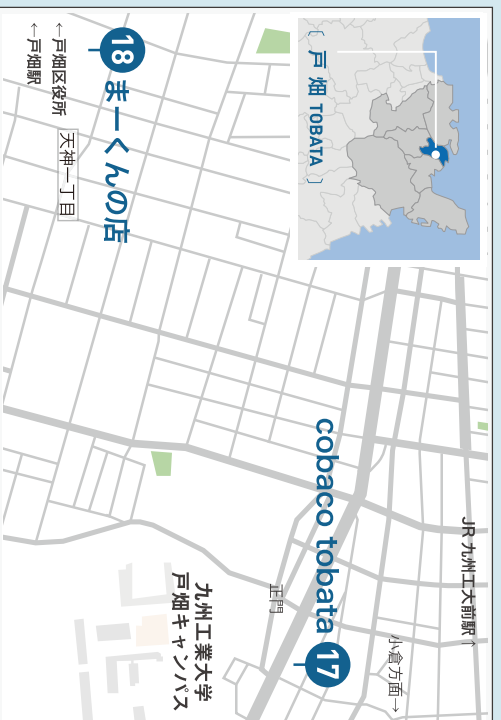 〔 戸畑 TOBATA 〕
JR 九州工大前駅 ↑
小倉方面→
cobaco tobata 17
正門
九州工業大学
戸畑キャンパス
18 まーくんの店
天神一丁目
←戸畑区役所
←戸畑駅